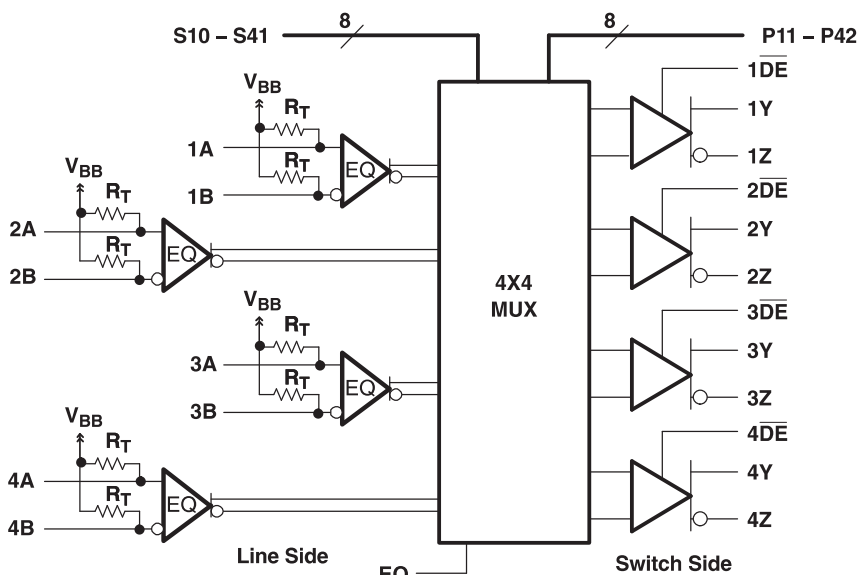 S10 – S41
8
8
P11 – P42
VBB
RT
1A
RT
1B
EQ
VBB
RT
2A
RT
2B
EQ
VBB
RT
3A
RT
3B
EQ
VBB
RT
4A
RT
4B
EQ
4X4
MUX
1DE
1Y
1Z
2DE
2Y
2Z
3DE
3Y
3Z
4DE
4Y
4Z
Line Side
Switch Side
EQ